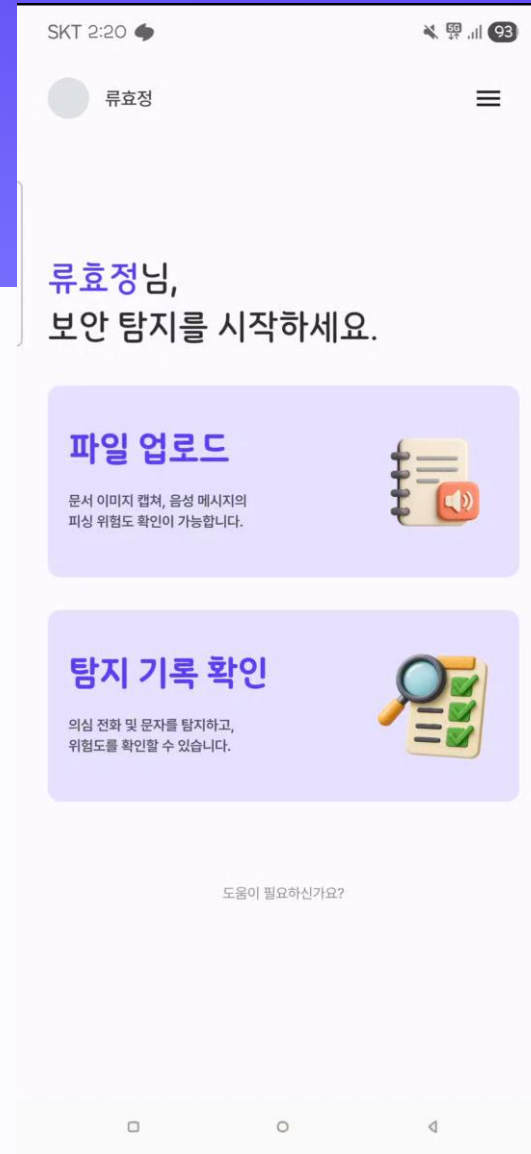 SKT 2:20
5G 93
류효정
류효정님,
보안 탐지를 시작하세요.
파일 업로드
문서 이미지 캡쳐, 음성 메시지의
피싱 위험도 확인이 가능합니다.
탐지 기록 확인
의심 전화 및 문자를 탐지하고,
위험도를 확인할 수 있습니다.
도움이 필요하신가요?